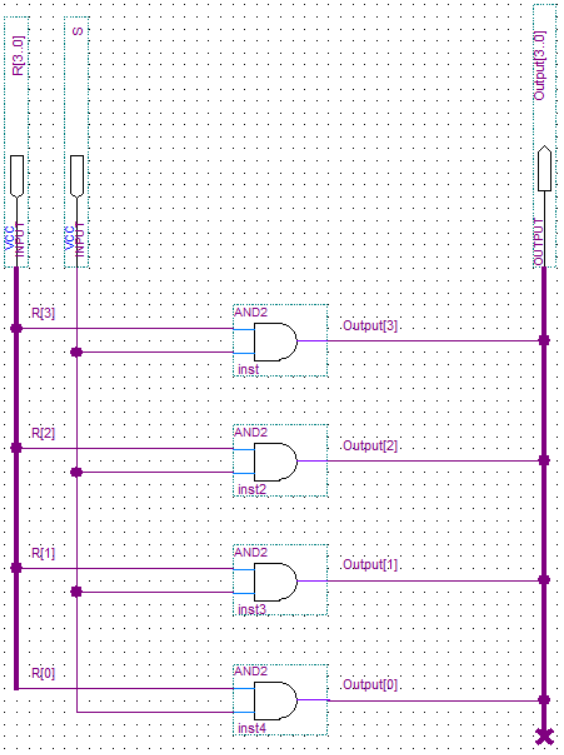 R[3..0]
VCC
INPUT
S
VCC
INPUT
Output[3..0]
OUTPUT
R[3]
AND2
inst
Output[3]
R[2]
AND2
inst2
Output[2]
R[1]
AND2
inst3
Output[1]
R[0]
AND2
inst4
Output[0]